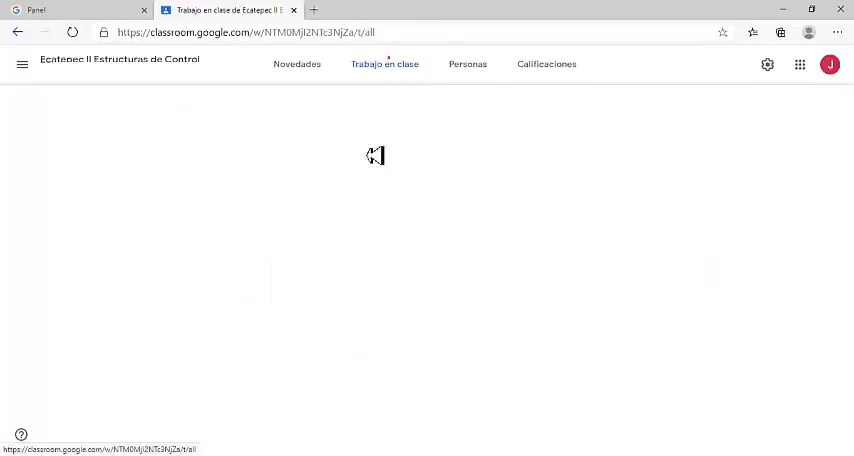 Panel
Trabajo en clase de Ecatepec II E
https://classroom.google.com/w/NTM0MjI2NTc3NjZa/t/all
Ecatepec II Estructuras de Control
Novedades
Trabajo en clase
Personas
Calificaciones
J
https://classroom.google.com/w/NTM0MjI2NTc3NjZa/t/all